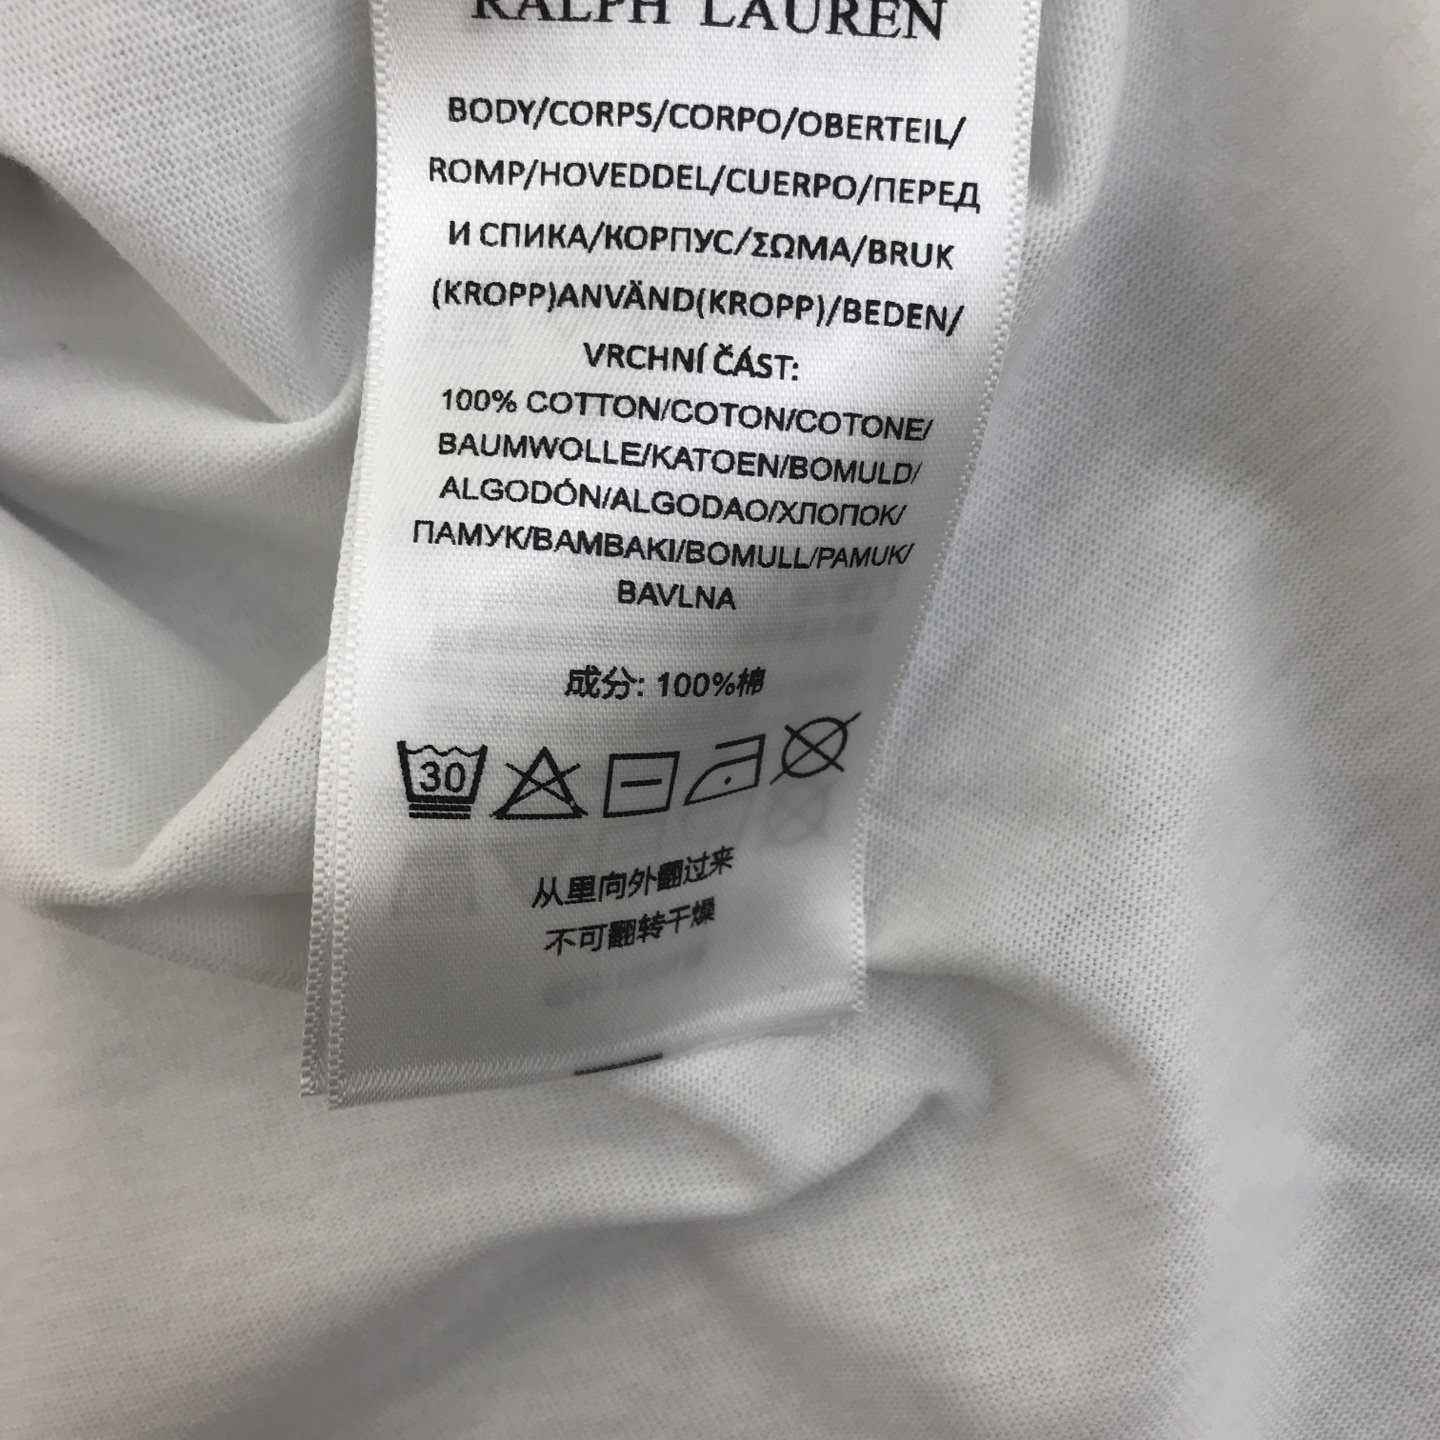 RALPH LAUREN
BODY/CORPS/CORPO/OBERTEIL/
ROMP/HOVEDDEL/CUERPO/ПЕРЕД
И СПИКА/КОРПУС/ΣΩΜΑ/BRUK
(KROPP)ANVÄND(KROPP)/BEDEN/
VRCHNÍ ČÁST:
100% COTTON/COTON/COTONE/
BAUMWOLLE/KATOEN/BOMULD/
ALGODÓN/ALGODAO/ХЛОПОК/
ПАМУК/BAMBAKI/BOMULL/PAMUK/
BAVLNA
成分: 100%棉
30
从里向外翻过来
不可翻转干燥